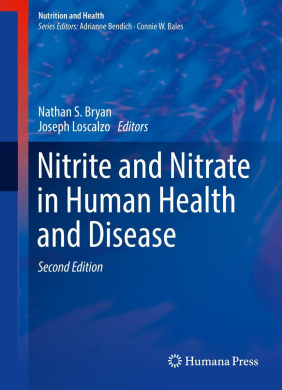 Nutrition and Health
Series Editors: Adrianne Bendich · Connie W. Bales
Nathan S. Bryan
Joseph Loscalzo Editors
Nitrite and Nitrate
in Human Health
and Disease
Second Edition
Humana Press